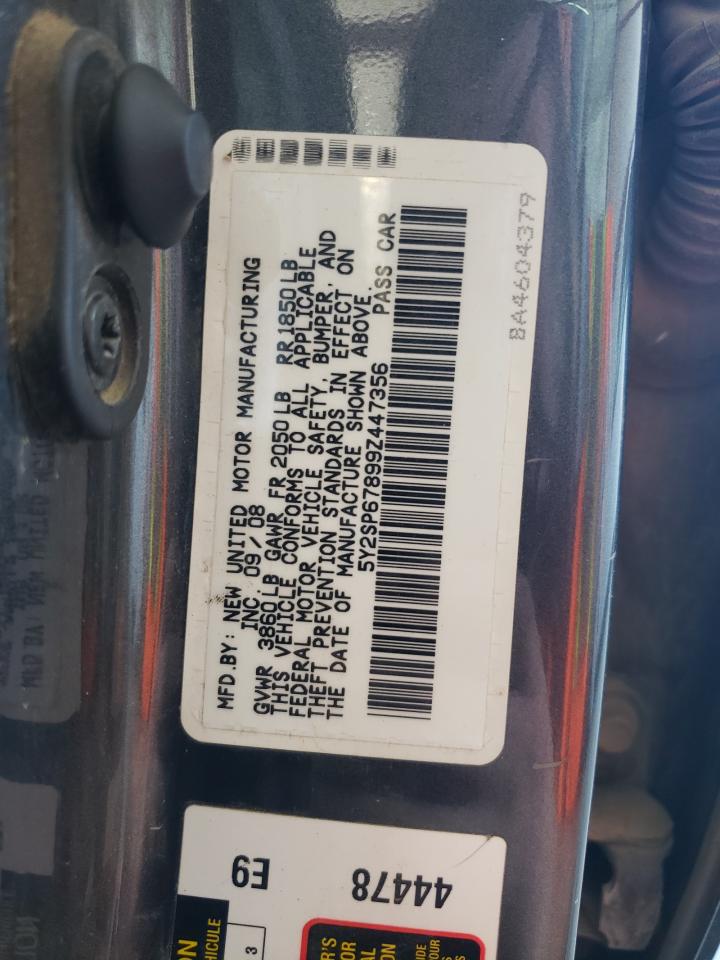 MFD.BY: NEW UNITED MOTOR MANUFACTURING
INC 09/08
GVWR 3860LB GAWR FR 2050LB RR1850LB
THIS VEHICLE CONFORMS TO ALL APPLICABLE
FEDERAL MOTOR VEHICLE SAFETY, BUMPER, AND
THEFT PREVENTION STANDARDS IN EFFECT ON
THE DATE OF MANUFACTURE SHOWN ABOVE
5Y2SP67899Z447356 PASS CAR
8A4604379
E9
44478
HICULE
3